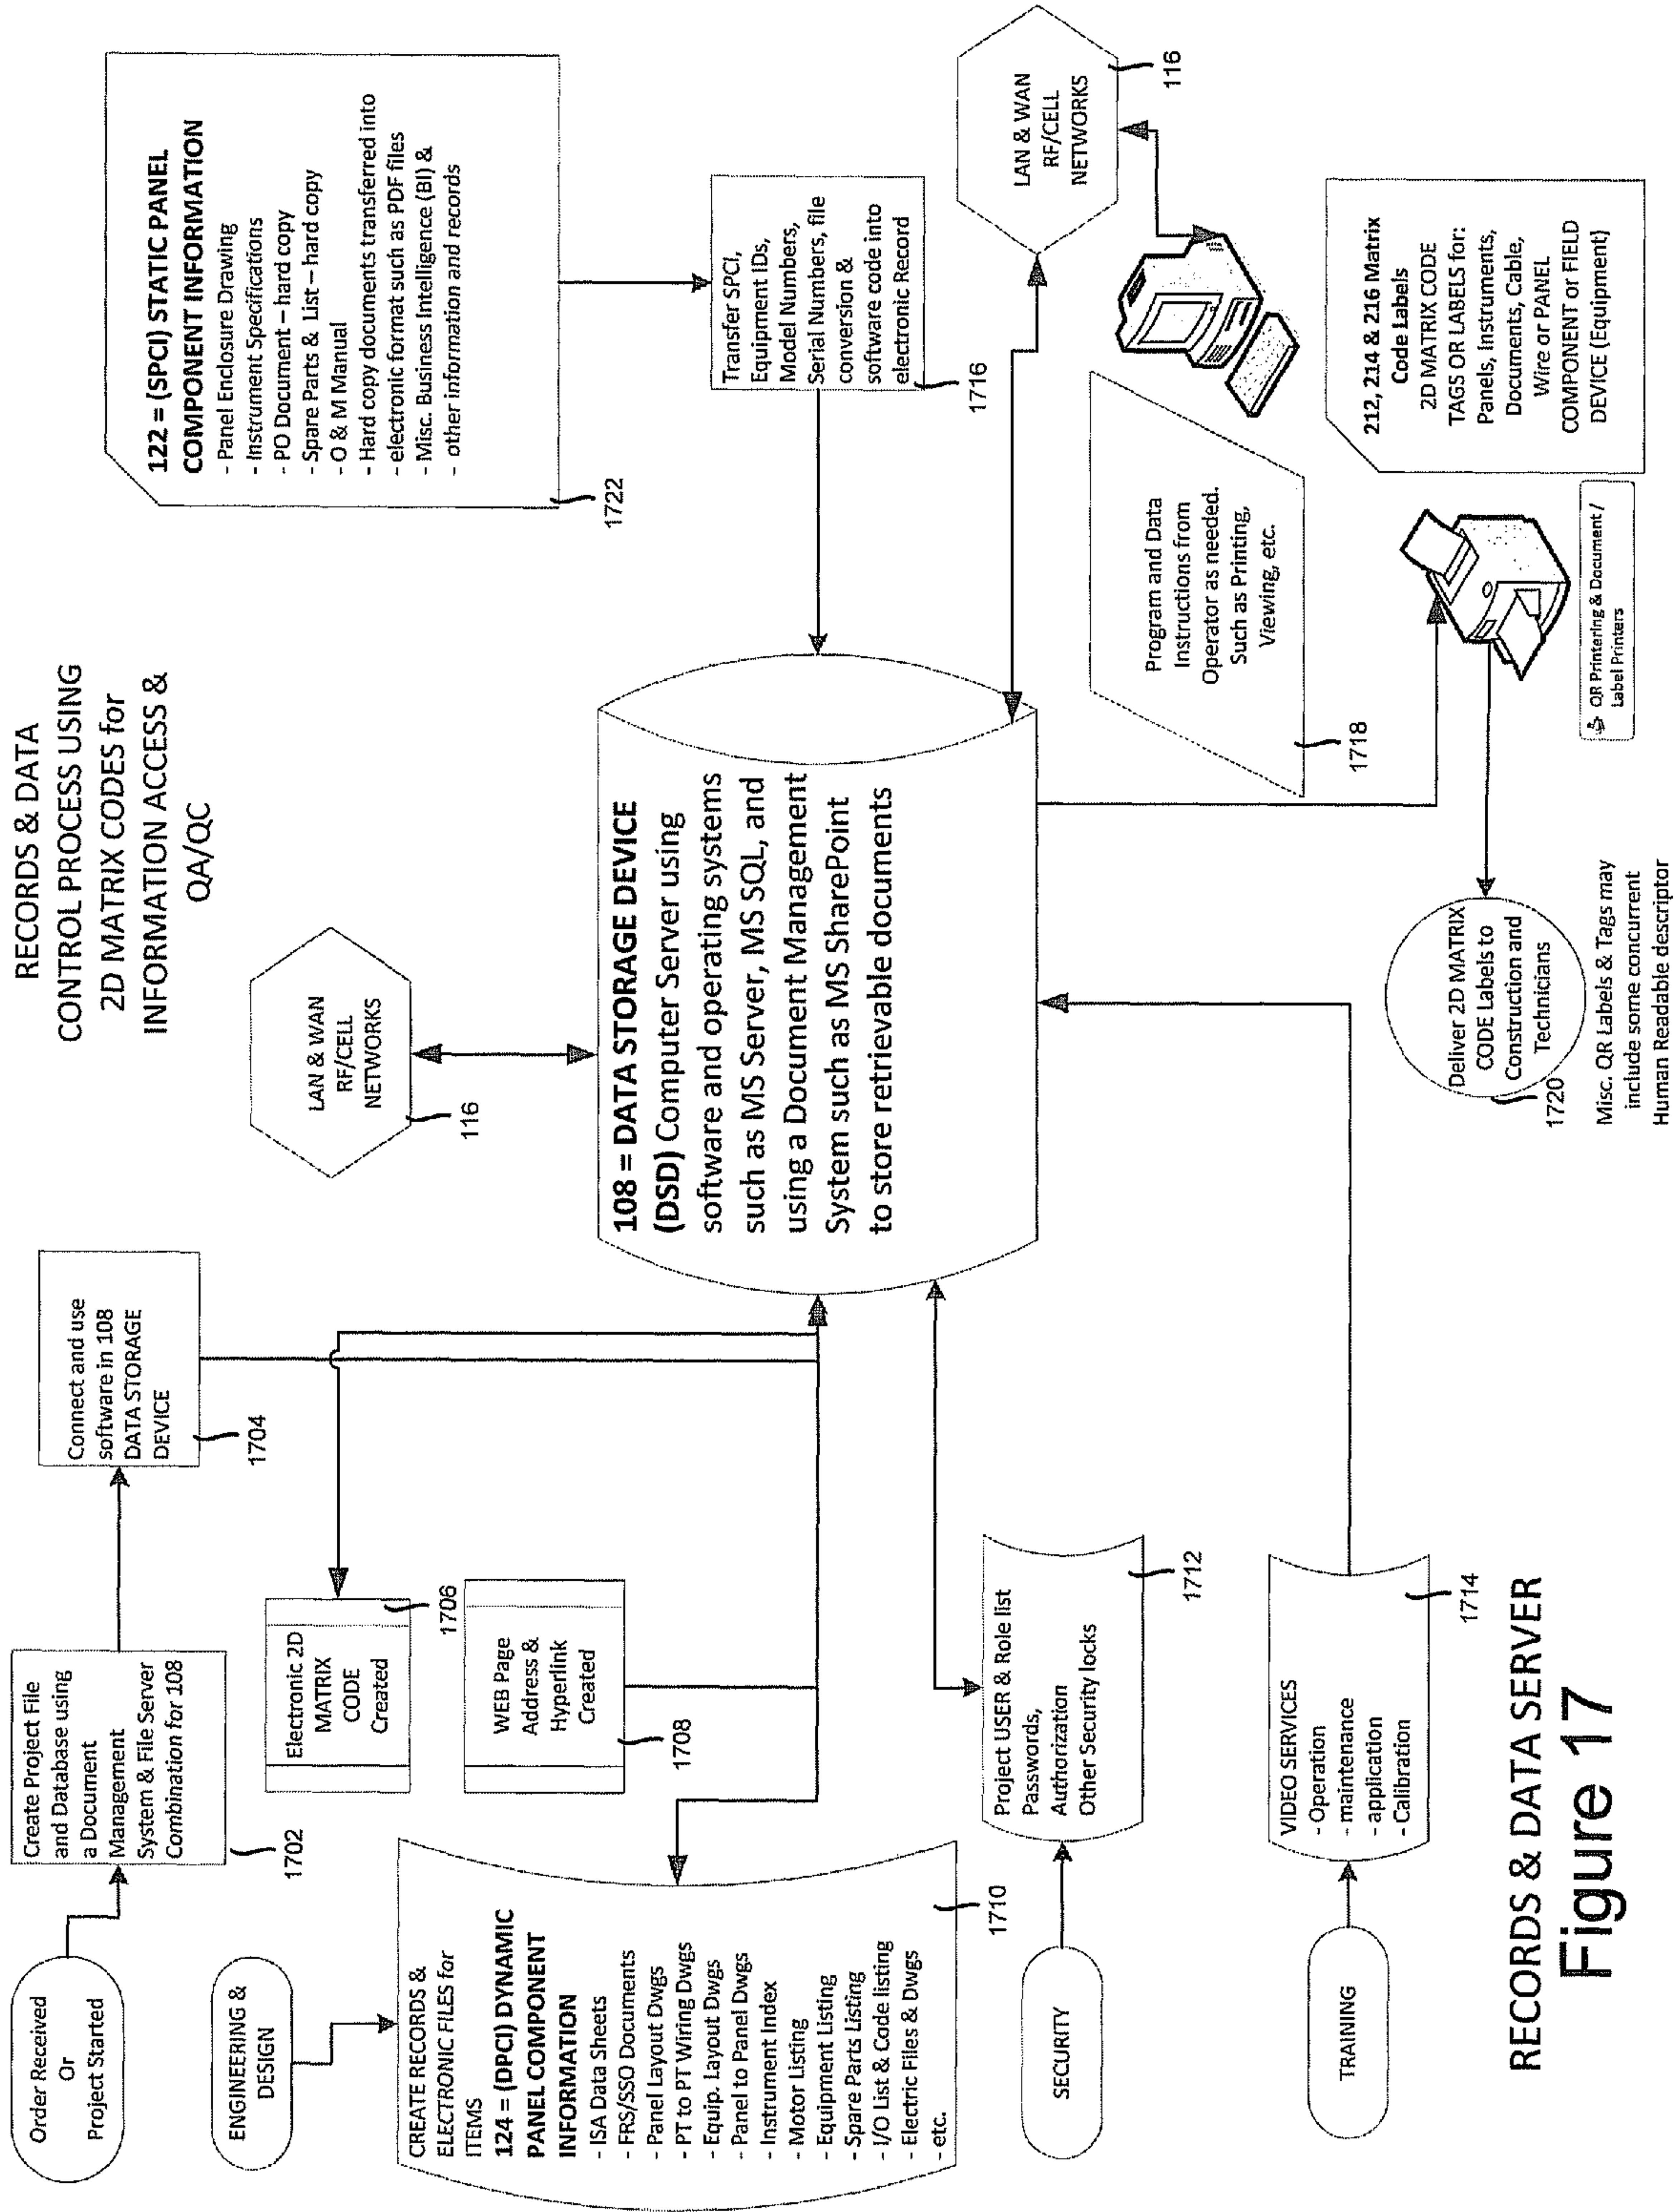 RECORDS & DATA
CONTROL PROCESS USING
2D MATRIX CODES for
INFORMATION ACCESS &
QA/QC
Order Received
Or
Project Started
Create Project File
and Database using
a Document
Management
System & File Server
Combination for 108
1702
Connect and use
software in 108
DATA STORAGE
DEVICE
1704
LAN & WAN
RF/CELL
NETWORKS
116
122 = (SPCI) STATIC PANEL
COMPONENT INFORMATION
- Panel Enclosure Drawing
- Instrument Specifications
- PO Document – hard copy
- Spare Parts & List – hard copy
- O & M Manual
- Hard copy documents transferred into
- electronic format such as PDF files
- Misc. Business Intelligence (BI) &
- other information and records
1722
ENGINEERING &
DESIGN
Electronic 2D
MATRIX
CODE
Created
1706
WEB Page
Address &
Hyperlink
Created
1708
CREATE RECORDS &
ELECTRONIC FILES for
ITEMS
124 = (DPCI) DYNAMIC
PANEL COMPONENT
INFORMATION
- ISA Data Sheets
- FRS/SSO Documents
- Panel Layout Dwgs
- PT to PT Wiring Dwgs
- Equip. Layout Dwgs
- Panel to Panel Dwgs
- Instrument Index
- Motor Listing
- Equipment Listing
- Spare Parts Listing
- I/O List & Code listing
- Electric Files & Dwgs
- etc.
1710
108 = DATA STORAGE DEVICE
(DSD) Computer Server using
software and operating systems
such as MS Server, MS SQL, and
using a Document Management
System such as MS SharePoint
to store retrievable documents
Transfer SPCI,
Equipment IDs,
Model Numbers,
Serial Numbers, file
conversion &
software code into
electronic Record
1716
LAN & WAN
RF/CELL
NETWORKS
116
SECURITY
Project USER & Role list
Passwords,
Authorization
Other Security locks
1712
Program and Data
Instructions from
Operator as needed.
Such as Printing,
Viewing, etc.
1718
TRAINING
VIDEO SERVICES
- Operation
- maintenance
- application
- Calibration
1714
212, 214 & 216 Matrix
Code Labels
2D MATRIX CODE
TAGS OR LABELS for:
Panels, Instruments,
Documents, Cable,
Wire or PANEL
COMPONENT or FIELD
DEVICE (Equipment)
QR Printering & Document /
Label Printers
Deliver 2D MATRIX
CODE Labels to
Construction and
Technicians
1720
Misc. QR Labels & Tags may
include some concurrent
Human Readable descriptor
RECORDS & DATA SERVER
Figure 17